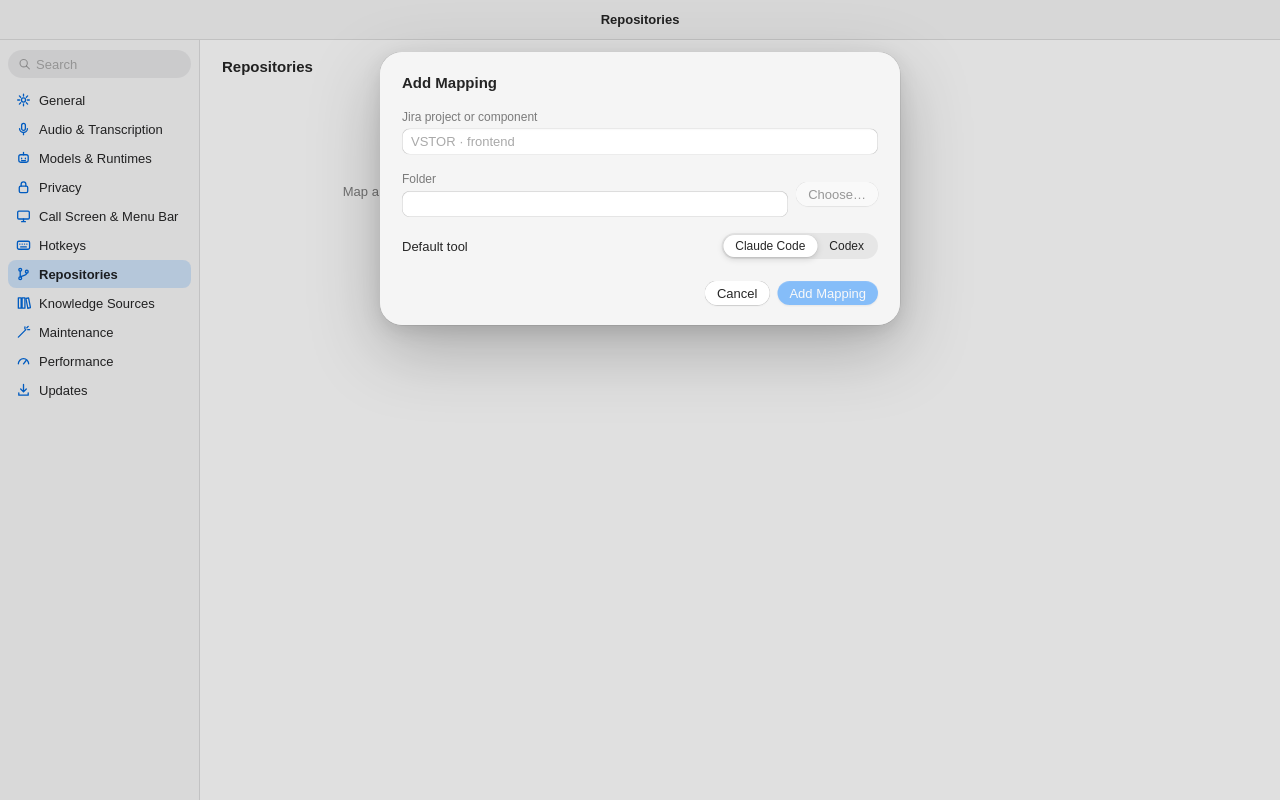 Repositories
Search
General
Audio & Transcription
Models & Runtimes
Privacy
Call Screen & Menu Bar
Hotkeys
Repositories
Knowledge Sources
Maintenance
Performance
Updates
Repositories
Map a
Add Mapping
Jira project or component
VSTOR · frontend
Folder
Choose…
Default tool
Claude Code
Codex
Cancel
Add Mapping